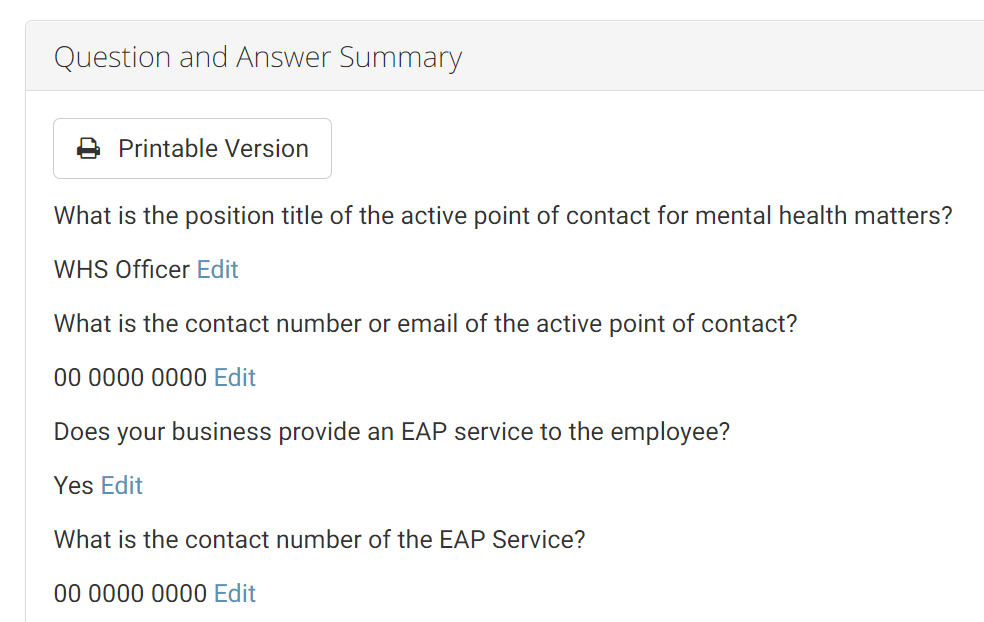 Question and Answer Summary
Printable Version
What is the position title of the active point of contact for mental health matters?
WHS Officer Edit
What is the contact number or email of the active point of contact?
00 0000 0000 Edit
Does your business provide an EAP service to the employee?
Yes Edit
What is the contact number of the EAP Service?
00 0000 0000 Edit